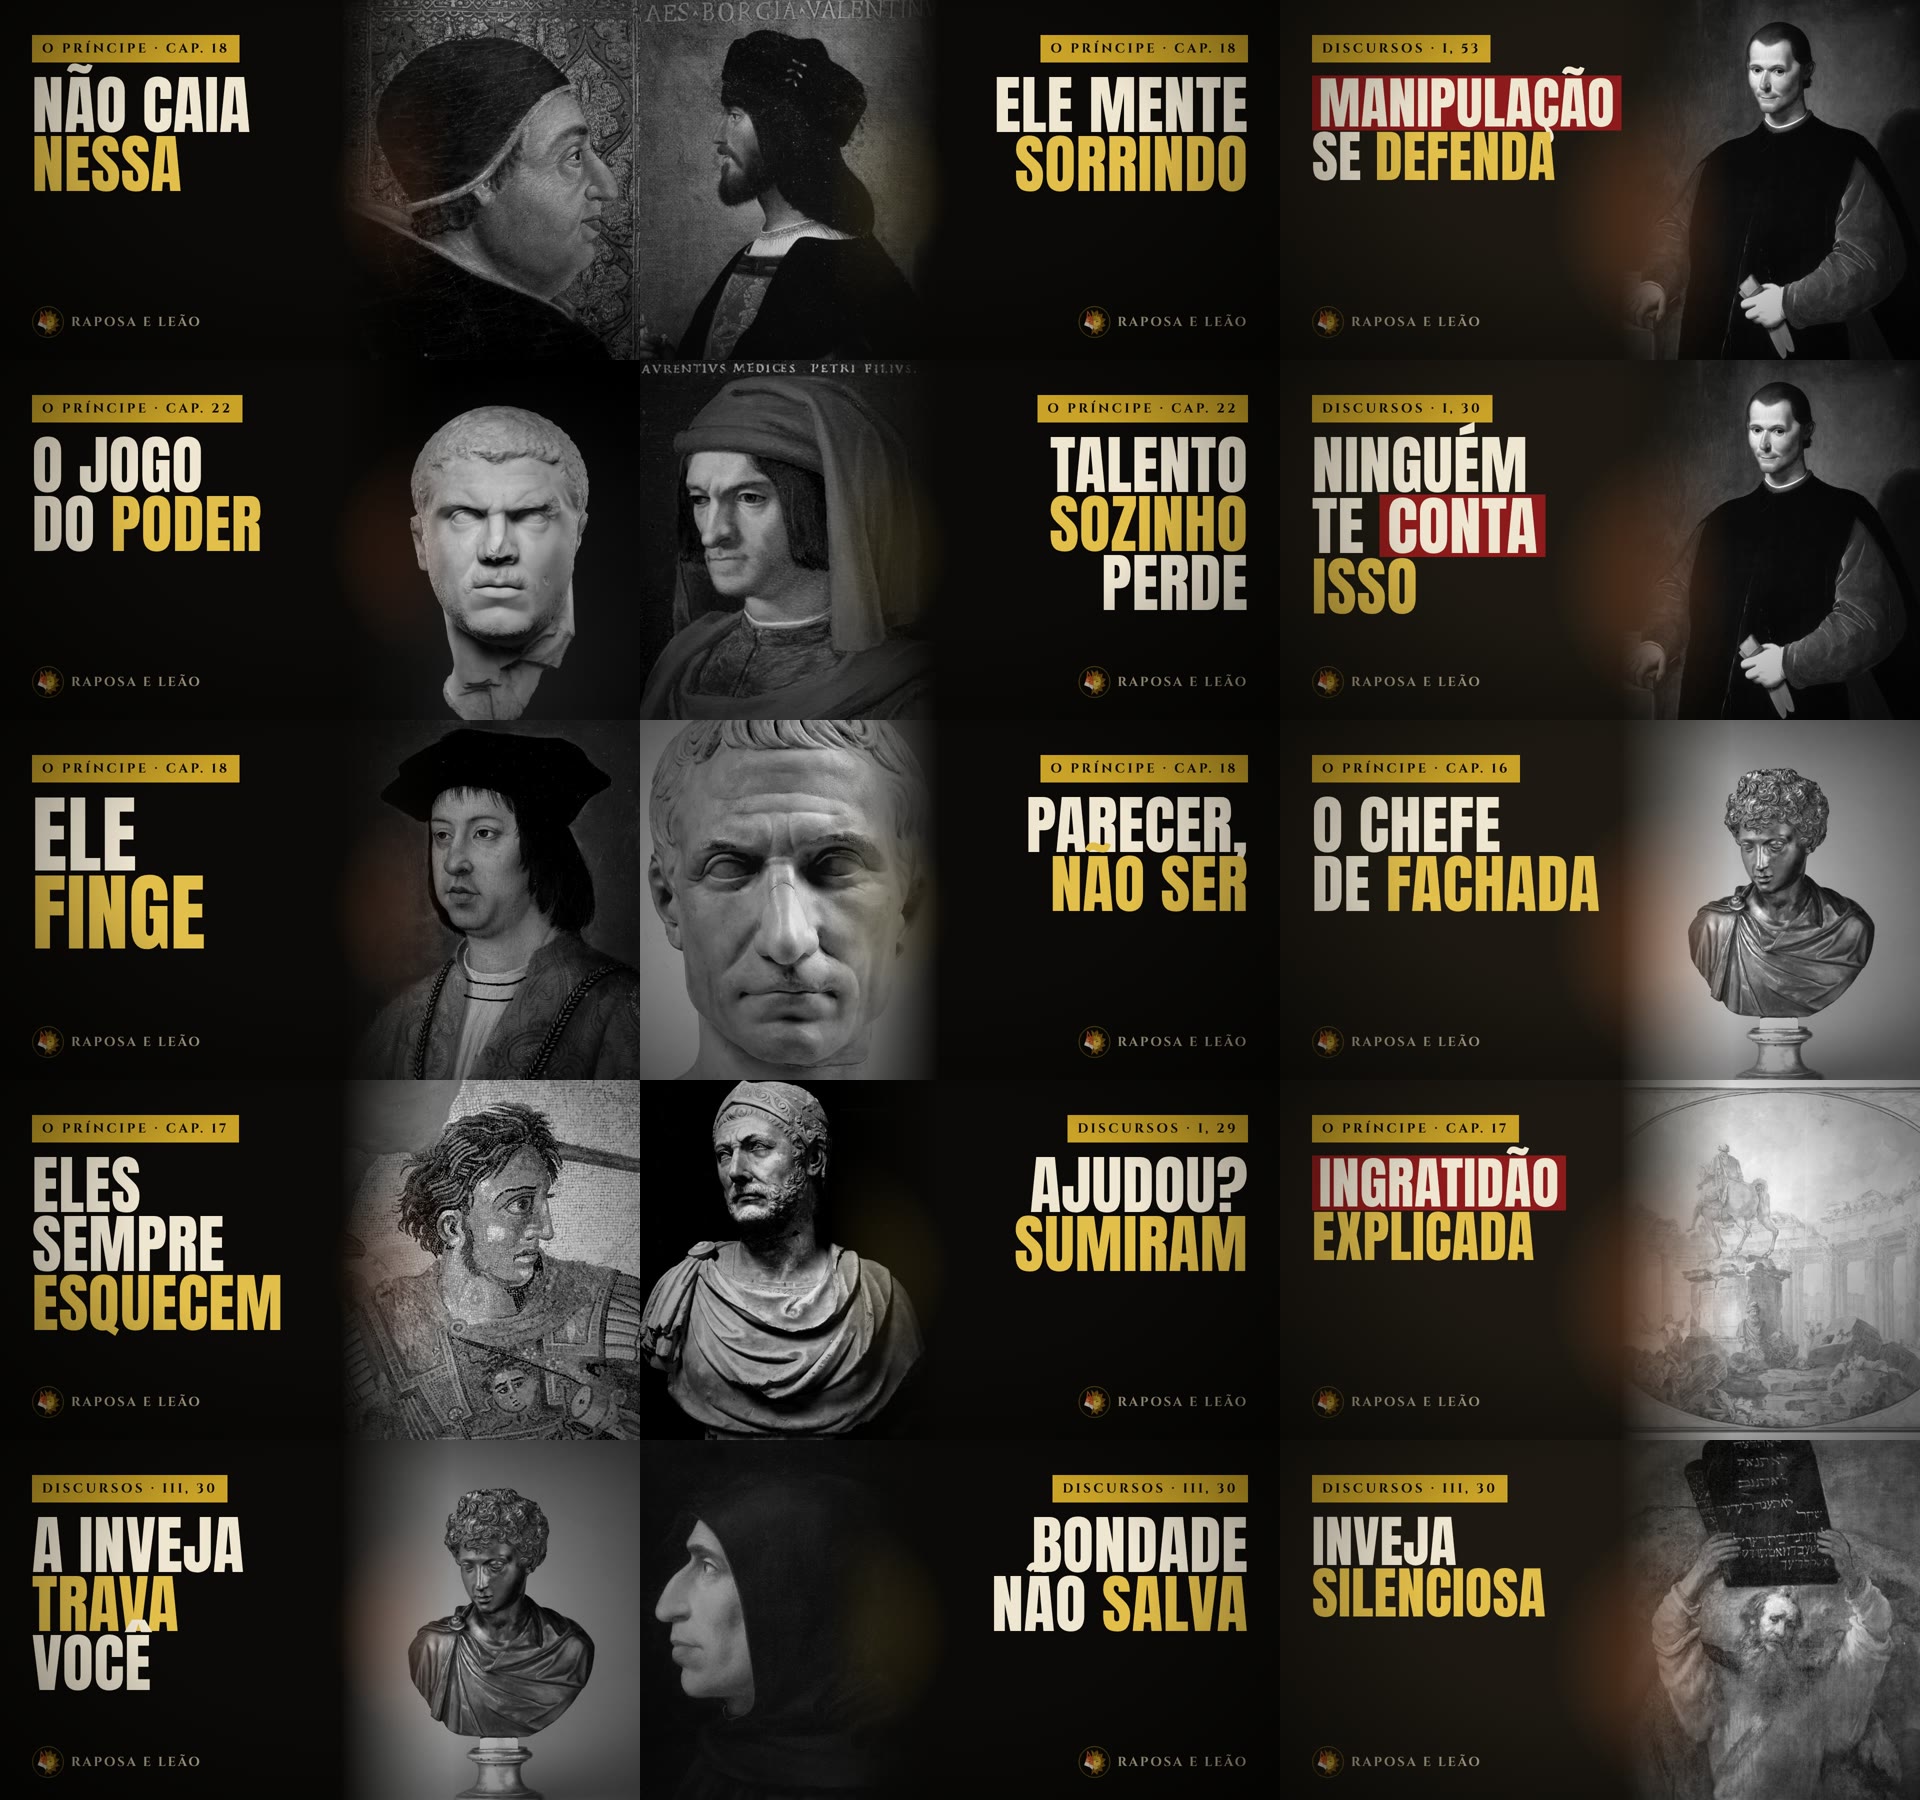 O PRÍNCIPE · CAP. 18
NÃO CAIA
NESSA
RAPOSA E LEÃO
AES·BORGIA·VALENTINV
O PRÍNCIPE · CAP. 18
ELE MENTE
SORRINDO
RAPOSA E LEÃO
DISCURSOS · I, 53
MANIPULAÇÃO
SE DEFENDA
RAPOSA E LEÃO
O PRÍNCIPE · CAP. 22
O JOGO
DO PODER
RAPOSA E LEÃO
AVRENTIVS MEDICES PETRI FILIVS.
O PRÍNCIPE · CAP. 22
TALENTO
SOZINHO
PERDE
RAPOSA E LEÃO
DISCURSOS · I, 30
NINGUÉM
TE CONTA
ISSO
RAPOSA E LEÃO
O PRÍNCIPE · CAP. 18
ELE
FINGE
RAPOSA E LEÃO
O PRÍNCIPE · CAP. 18
PARECER,
NÃO SER
RAPOSA E LEÃO
O PRÍNCIPE · CAP. 16
O CHEFE
DE FACHADA
RAPOSA E LEÃO
O PRÍNCIPE · CAP. 17
ELES
SEMPRE
ESQUECEM
RAPOSA E LEÃO
DISCURSOS · I, 29
AJUDOU?
SUMIRAM
RAPOSA E LEÃO
O PRÍNCIPE · CAP. 17
INGRATIDÃO
EXPLICADA
RAPOSA E LEÃO
DISCURSOS · III, 30
A INVEJA
TRAVA
VOCÊ
RAPOSA E LEÃO
DISCURSOS · III, 30
BONDADE
NÃO SALVA
RAPOSA E LEÃO
DISCURSOS · III, 30
INVEJA
SILENCIOSA
RAPOSA E LEÃO